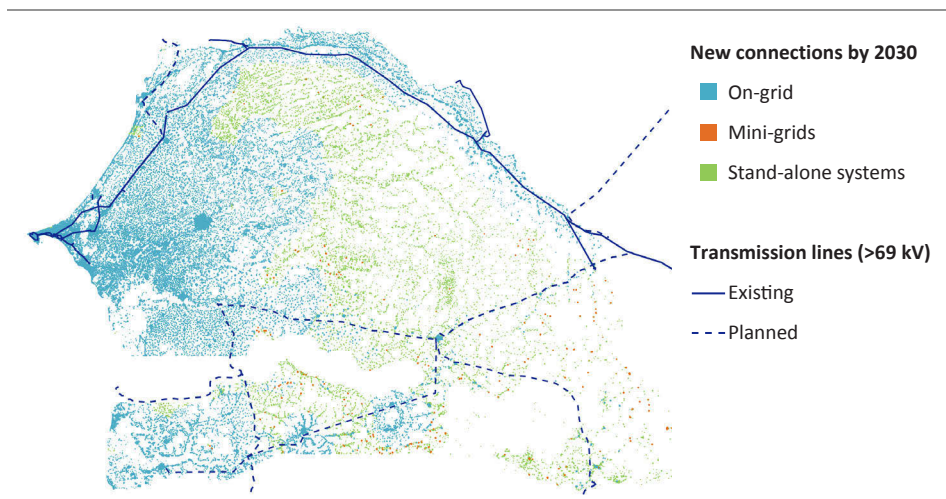 New connections by 2030
On-grid
Mini-grids
Stand-alone systems
Transmission lines (>69 kV)
Existing
Planned